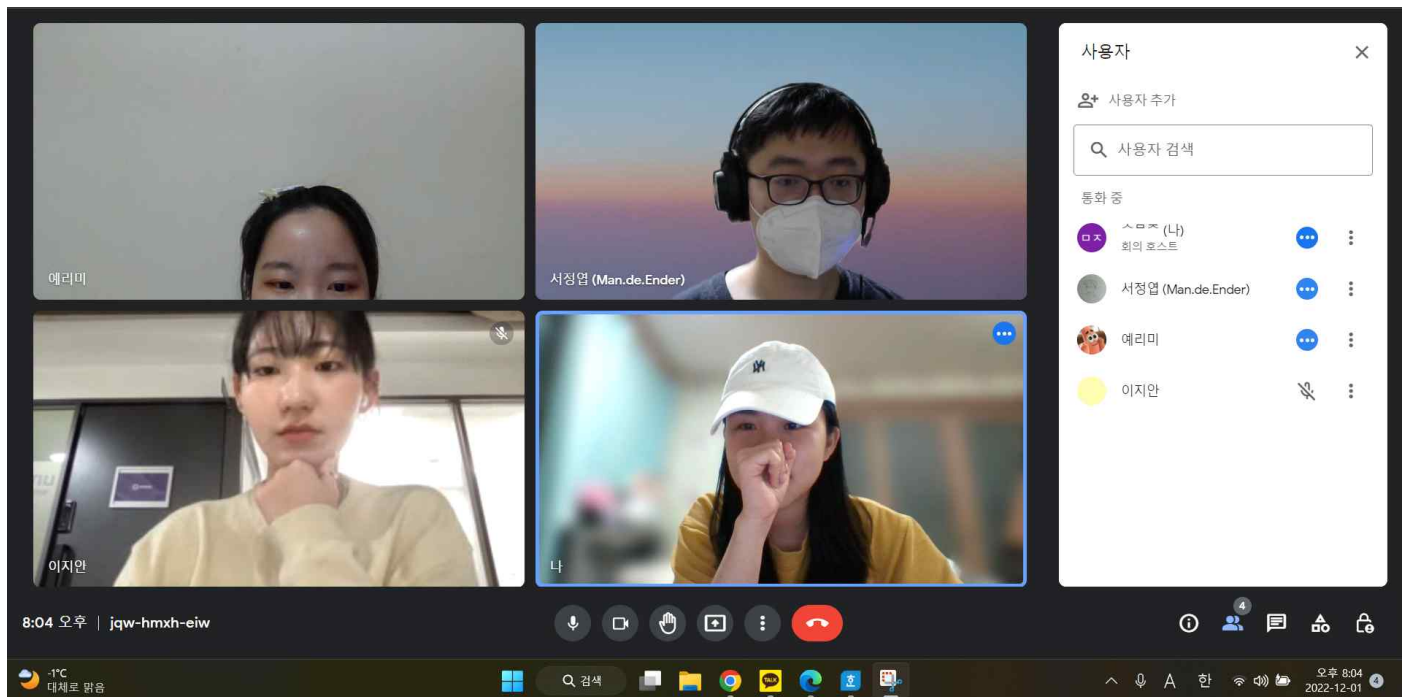 예리미
서정엽 (Man.de.Ender)
이지안
나
사용자
사용자 추가
사용자 검색
통화 중
ㅁㅈ
(나)
회의 호스트
서정엽 (Man.de.Ender)
예리미
이지안
8:04 오후 | jqw-hmxh-eiw
4
-1°C
대체로 맑음
검색
TALK
A 한
오후 8:04
2022-12-01
4